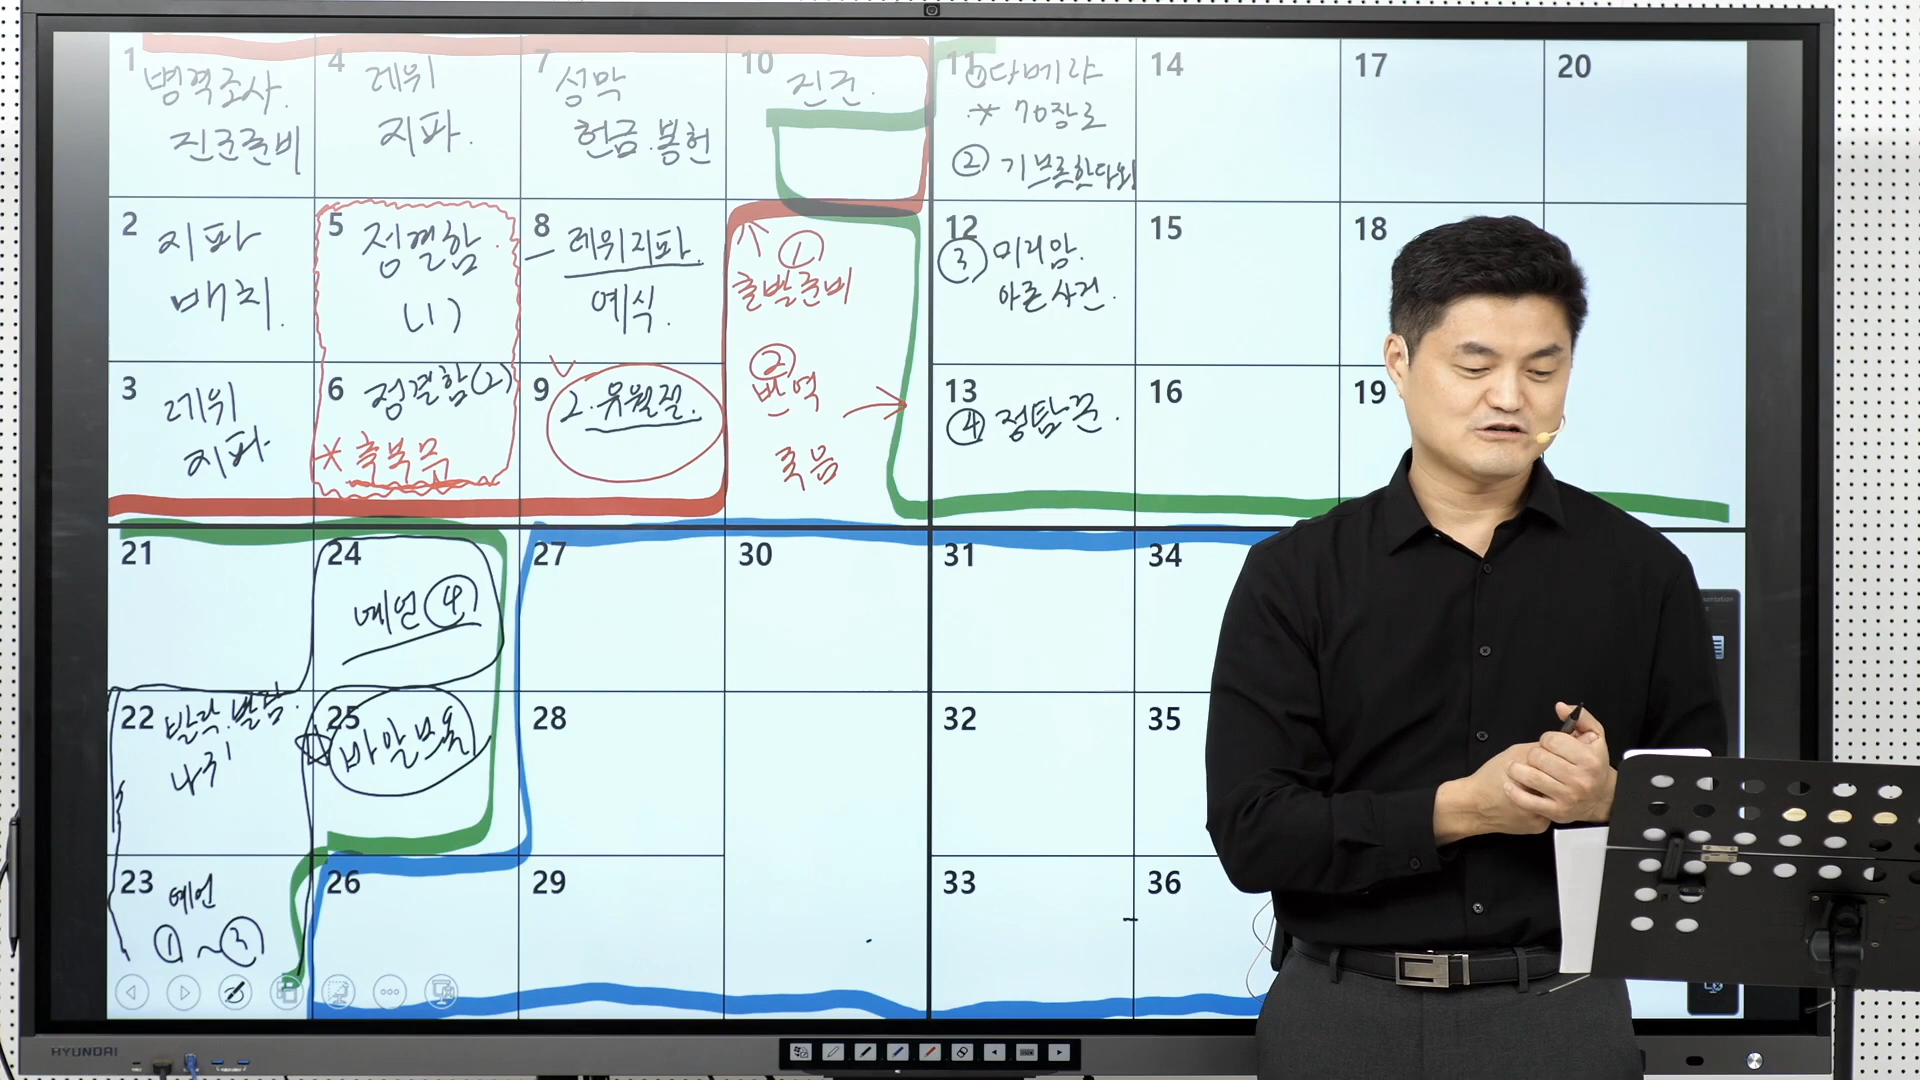 1 병력조사.
진군준비
4 레위
지파.
7 성막
헌금.봉헌
10 진군.
11 ①다베랴
* 70장로
② 기브롯핫다와
14
17
20
2 지파
배치.
5 정결함.
(1)
8 레위지파.
예식.
① 출발준비
② 반역
죽음
12
③ 미리암.
아론사건.
15
18
3 레위
지파
6 정결함(2)
* 축복문
9 2.유월절.
13
④ 정탐꾼.
16
19
21
24
예언 ④
27
30
31
34
22 발락.발람.
나귀
25
바알브올
28
32
35
23 예언
① ~ ③
26
29
33
36
HYUNDAI